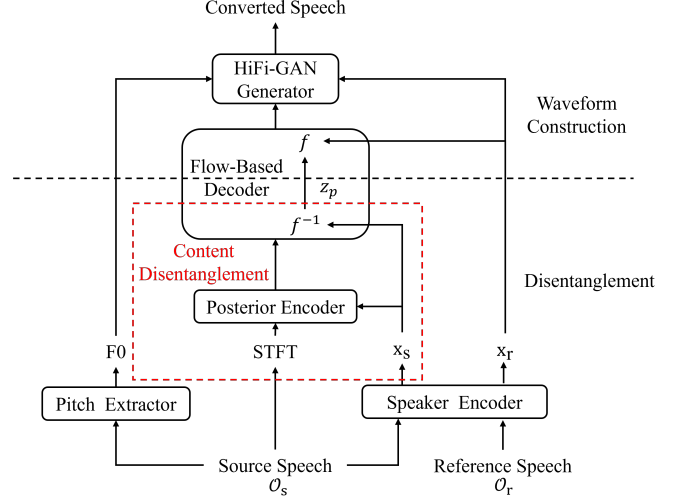 Converted Speech
HiFi-GAN
Generator
Waveform
Construction
f
Flow-Based
Decoder
z_p
f^{-1}
Content
Disentanglement
Disentanglement
Posterior Encoder
F0
STFT
x_s
x_r
Pitch Extractor
Speaker Encoder
Source Speech
𝒪_s
Reference Speech
𝒪_r